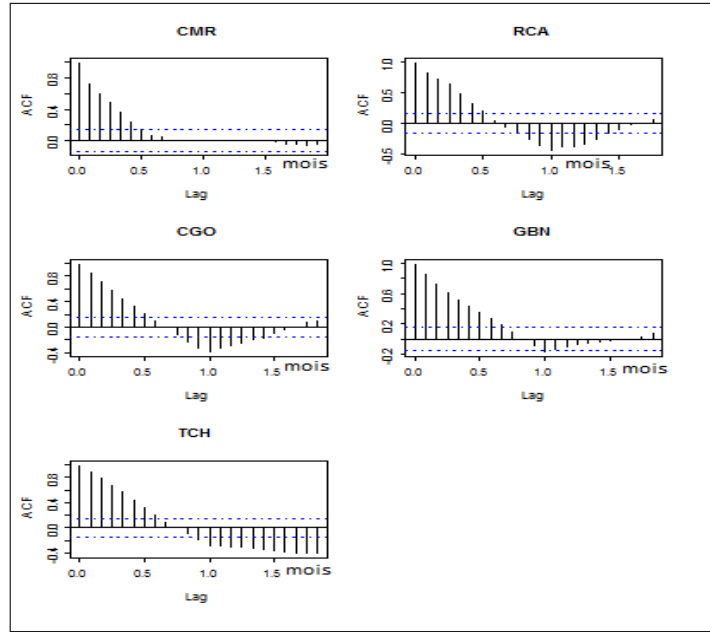 CMR
ACF
0.0 0.4 0.8
0.0 0.5 1.0 1.5
mois
Lag
RCA
ACF
-0.5 0.0 0.5 1.0
0.0 0.5 1.0 1.5
mois
Lag
CGO
ACF
-0.4 0.0 0.4 0.8
0.0 0.5 1.0 1.5
mois
Lag
GBN
ACF
-0.2 0.2 0.6 1.0
0.0 0.5 1.0 1.5
mois
Lag
TCH
ACF
-0.4 0.0 0.4 0.8
0.0 0.5 1.0 1.5
mois
Lag